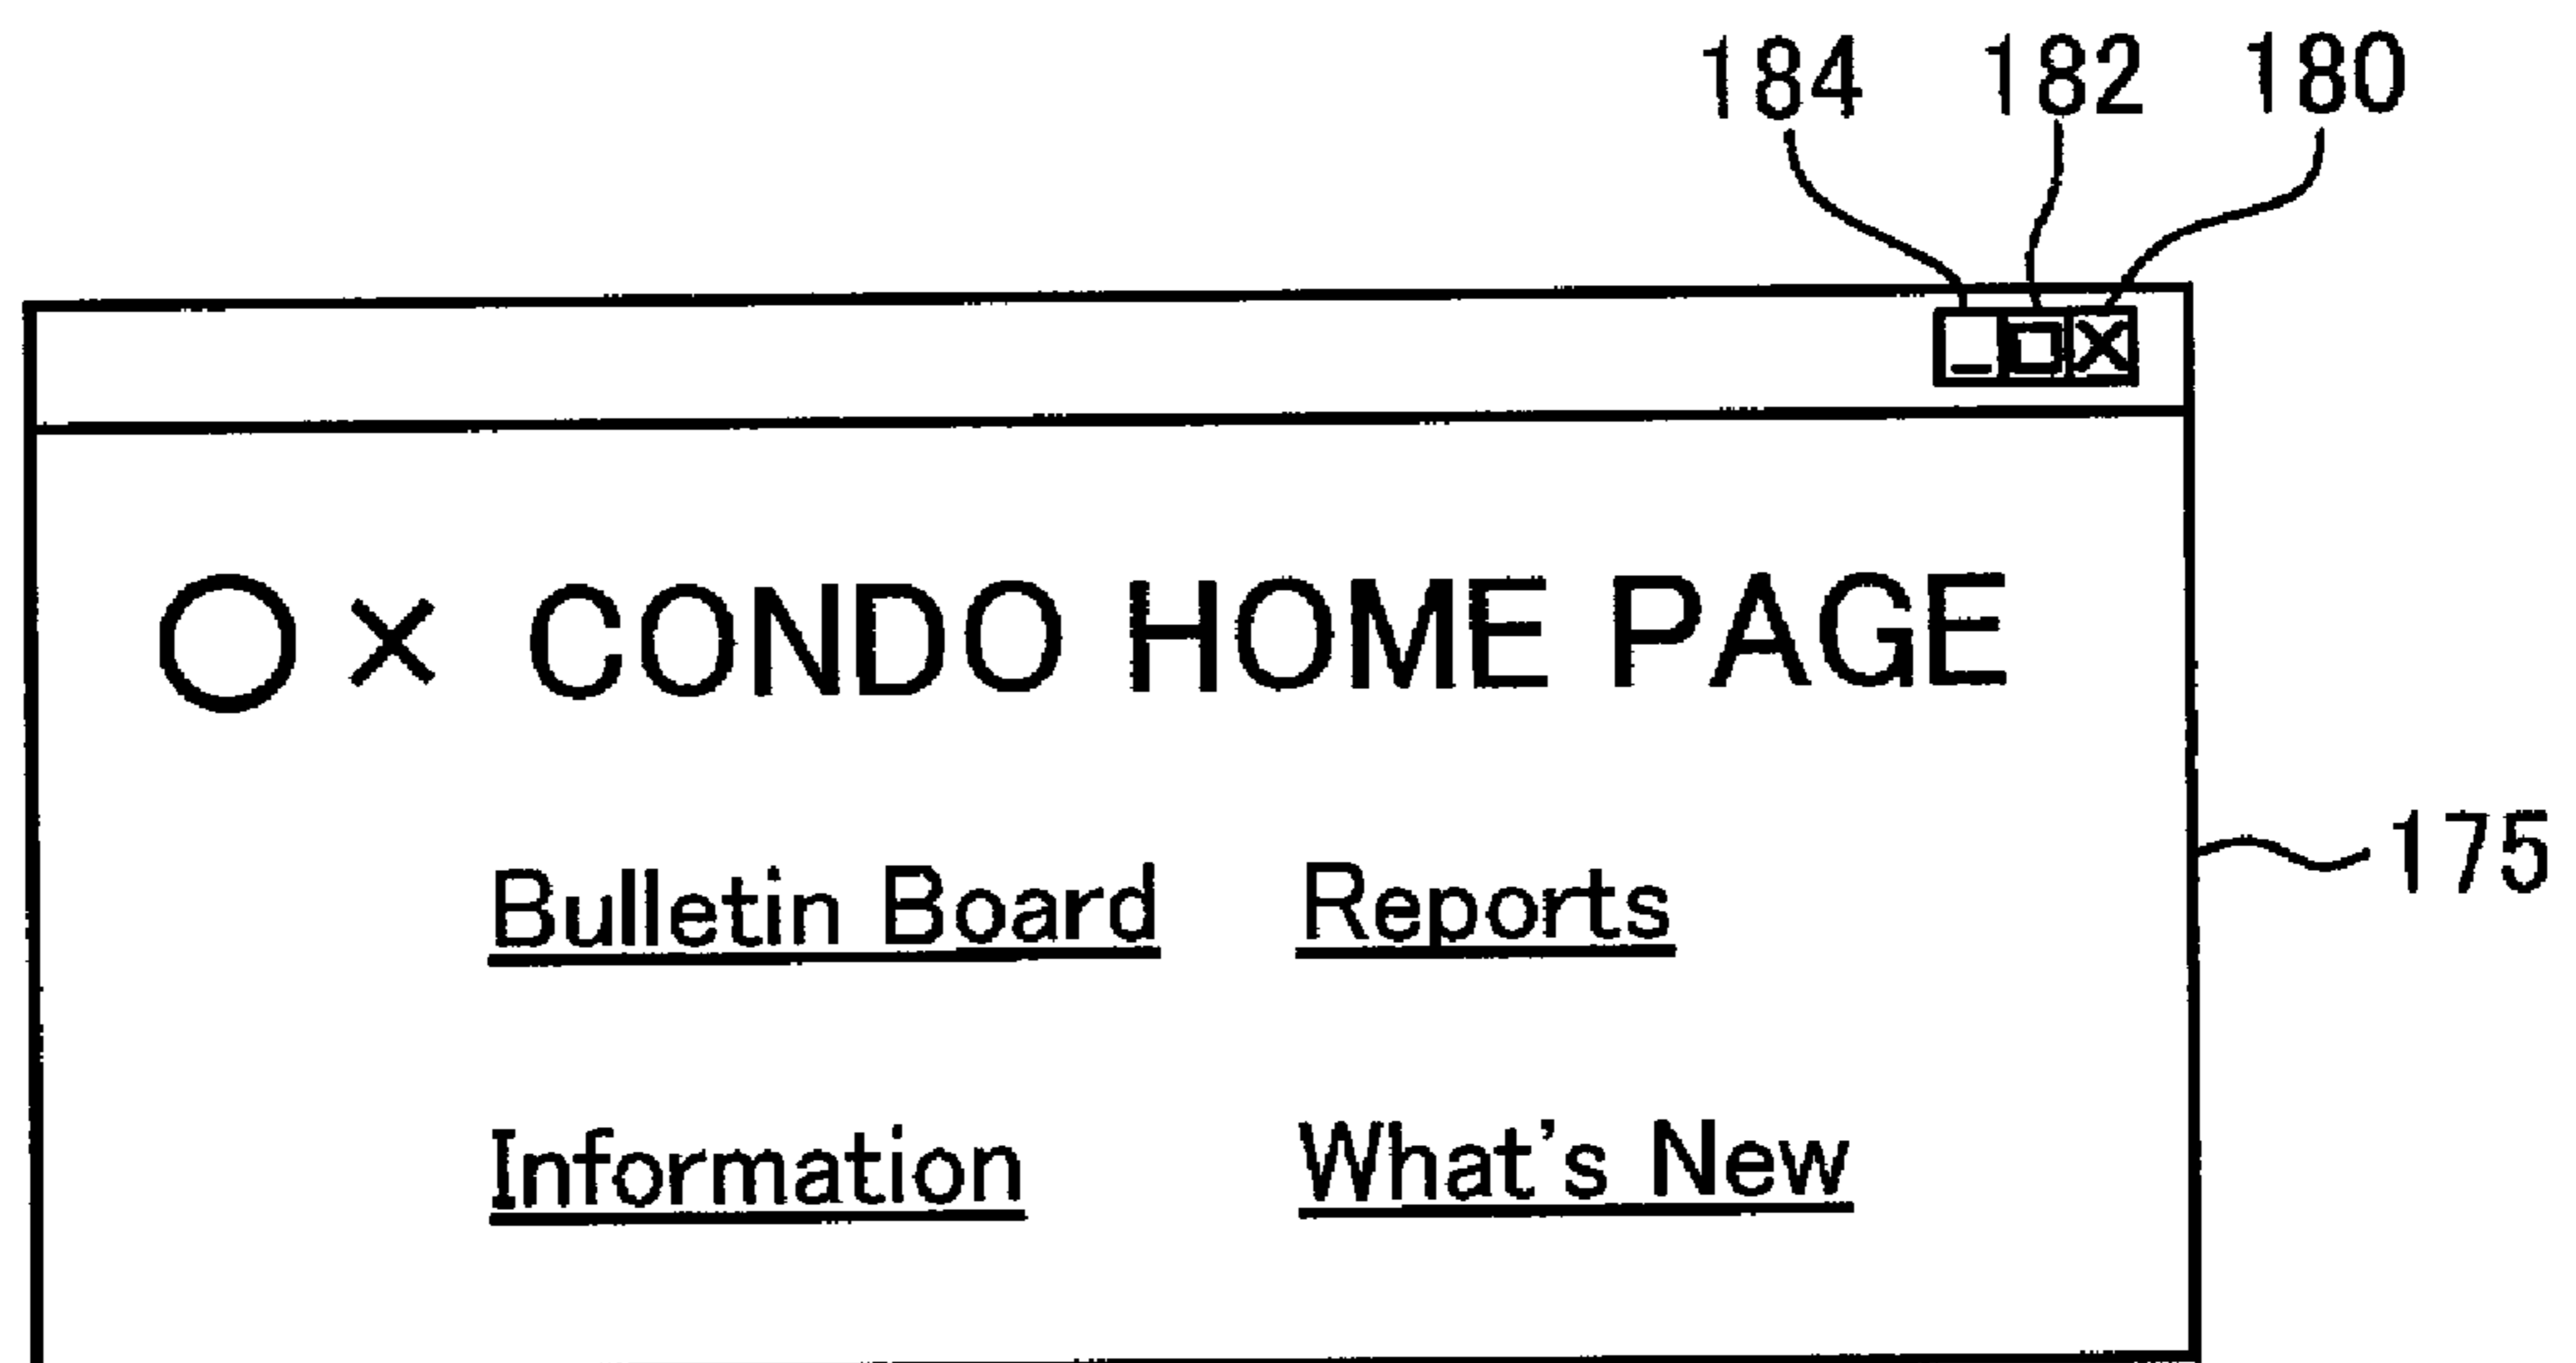 184 182 180
○× CONDO HOME PAGE
175
Bulletin Board Reports
Information What's New